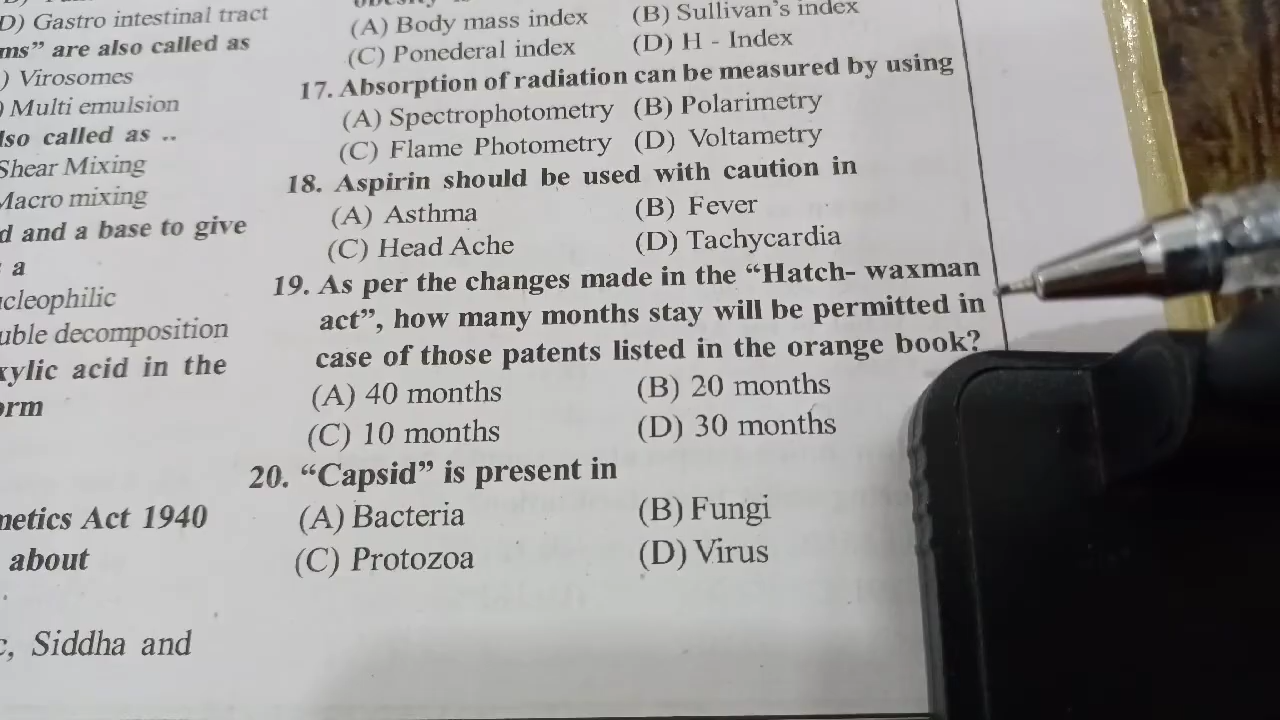 D) Gastro intestinal tract
ms” are also called as
) Virosomes
) Multi emulsion
lso called as ..
Shear Mixing
Macro mixing
d and a base to give
a
cleophilic
uble decomposition
xylic acid in the
orm
netics Act 1940
about
c, Siddha and
(A) Body mass index (B) Sullivan's index
(C) Ponederal index (D) H - Index
17. Absorption of radiation can be measured by using
(A) Spectrophotometry (B) Polarimetry
(C) Flame Photometry (D) Voltametry
18. Aspirin should be used with caution in
(A) Asthma (B) Fever
(C) Head Ache (D) Tachycardia
19. As per the changes made in the “Hatch- waxman
act”, how many months stay will be permitted in
case of those patents listed in the orange book?
(A) 40 months (B) 20 months
(C) 10 months (D) 30 months
20. “Capsid” is present in
(A) Bacteria (B) Fungi
(C) Protozoa (D) Virus